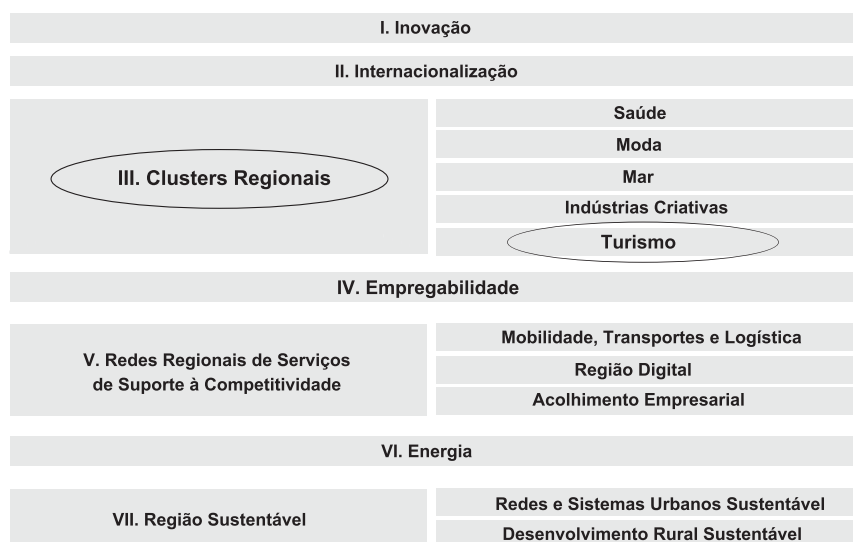 I. Inovação
II. Internacionalização
III. Clusters Regionais
Saúde
Moda
Mar
Indústrias Criativas
Turismo
IV. Empregabilidade
V. Redes Regionais de Serviços
de Suporte à Competitividade
Mobilidade, Transportes e Logística
Região Digital
Acolhimento Empresarial
VI. Energia
VII. Região Sustentável
Redes e Sistemas Urbanos Sustentável
Desenvolvimento Rural Sustentável